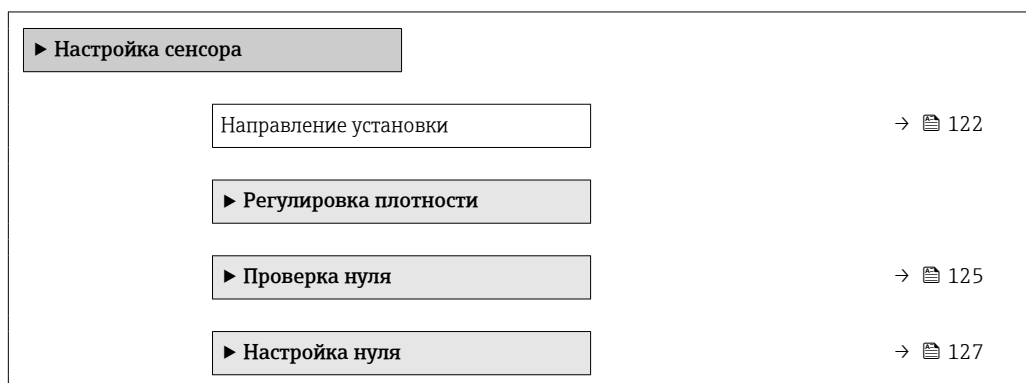 ▶ Настройка сенсора
Направление установки → 122
▶ Регулировка плотности
▶ Проверка нуля → 125
▶ Настройка нуля → 127